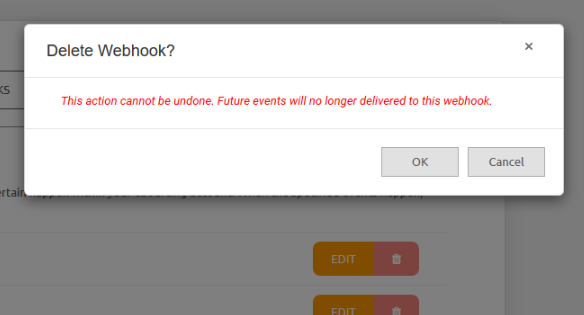 Delete Webhook?
×
KS
This action cannot be undone. Future events will no longer delivered to this webhook.
OK Cancel
EDIT
EDIT